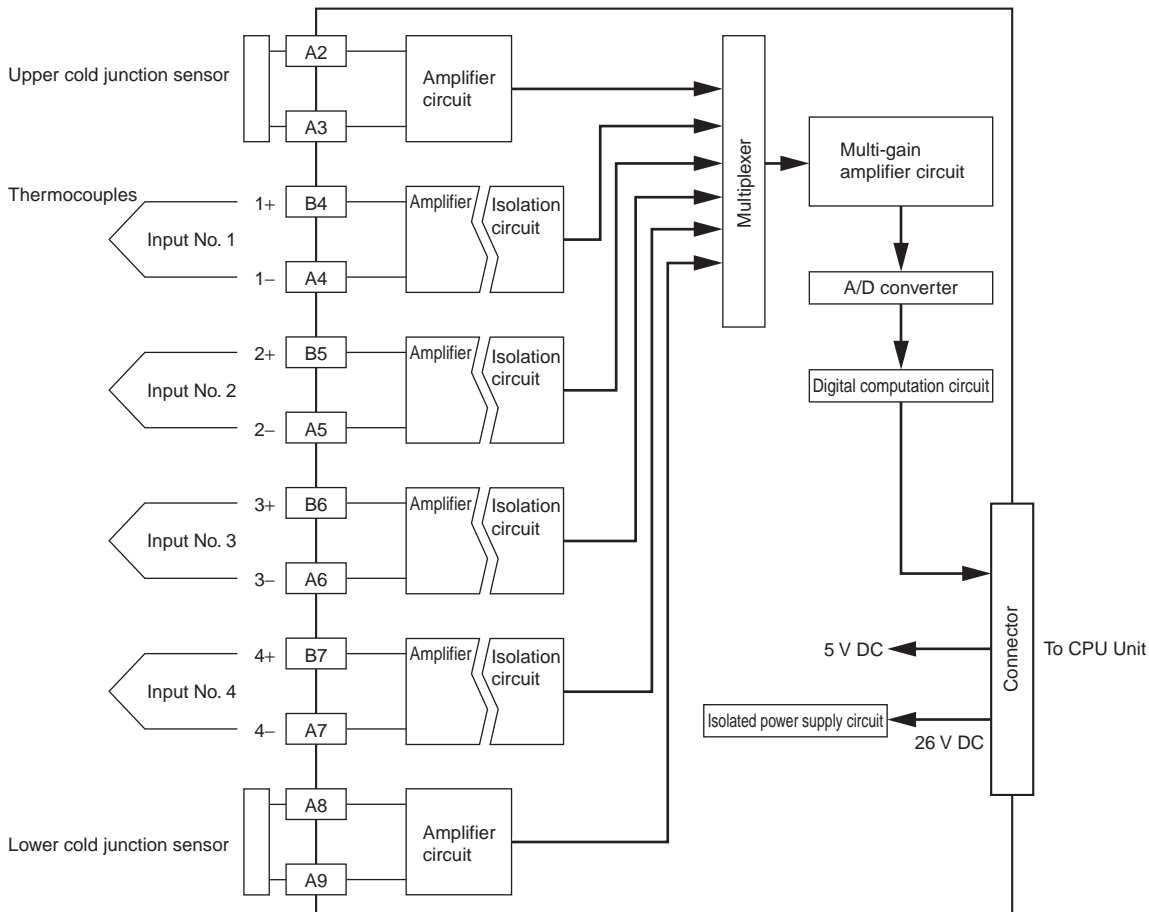 Upper cold junction sensor
A2
A3
Amplifier
circuit
Thermocouples
1+
B4
Input No. 1
1−
A4
Amplifier
Isolation
circuit
2+
B5
Input No. 2
2−
A5
Amplifier
Isolation
circuit
3+
B6
Input No. 3
3−
A6
Amplifier
Isolation
circuit
4+
B7
Input No. 4
4−
A7
Amplifier
Isolation
circuit
Lower cold junction sensor
A8
A9
Amplifier
circuit
Multiplexer
Multi-gain
amplifier circuit
A/D converter
Digital computation circuit
5 V DC
Isolated power supply circuit
26 V DC
Connector
To CPU Unit